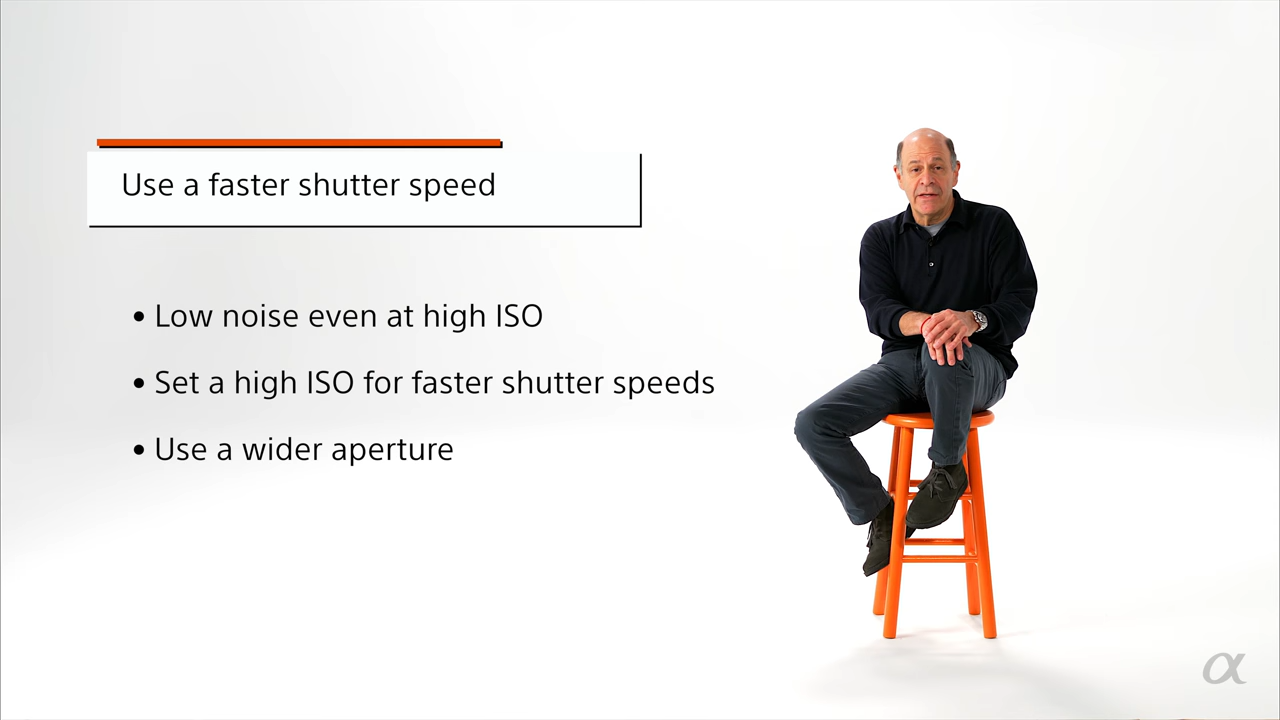 Use a faster shutter speed
• Low noise even at high ISO
• Set a high ISO for faster shutter speeds
• Use a wider aperture
α